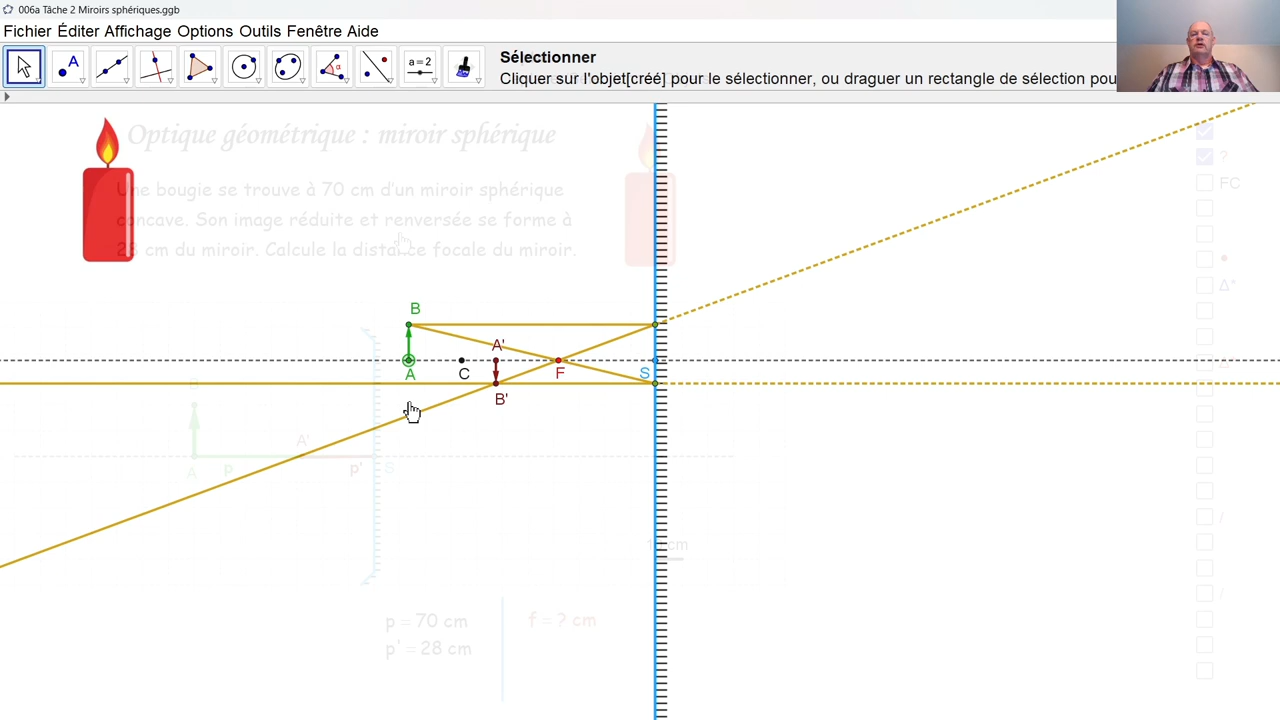 006a Tâche 2 Miroirs sphériques.ggb
Fichier Éditer Affichage Options Outils Fenêtre Aide
A
α
a = 2
Sélectionner
Cliquer sur l'objet[créé] pour le sélectionner, ou draguer un rectangle de sélection pou
Optique géométrique : miroir sphérique
Une bougie se trouve à 70 cm d'un miroir sphérique
concave. Son image réduite et renversée se forme à
28 cm du miroir. Calcule la distance focale du miroir.
?
FC
Δ°
B
A'
A
C
F
S
B'
A'
A
p
p'
S
cm
p = 70 cm
f = ? cm
p' = 28 cm